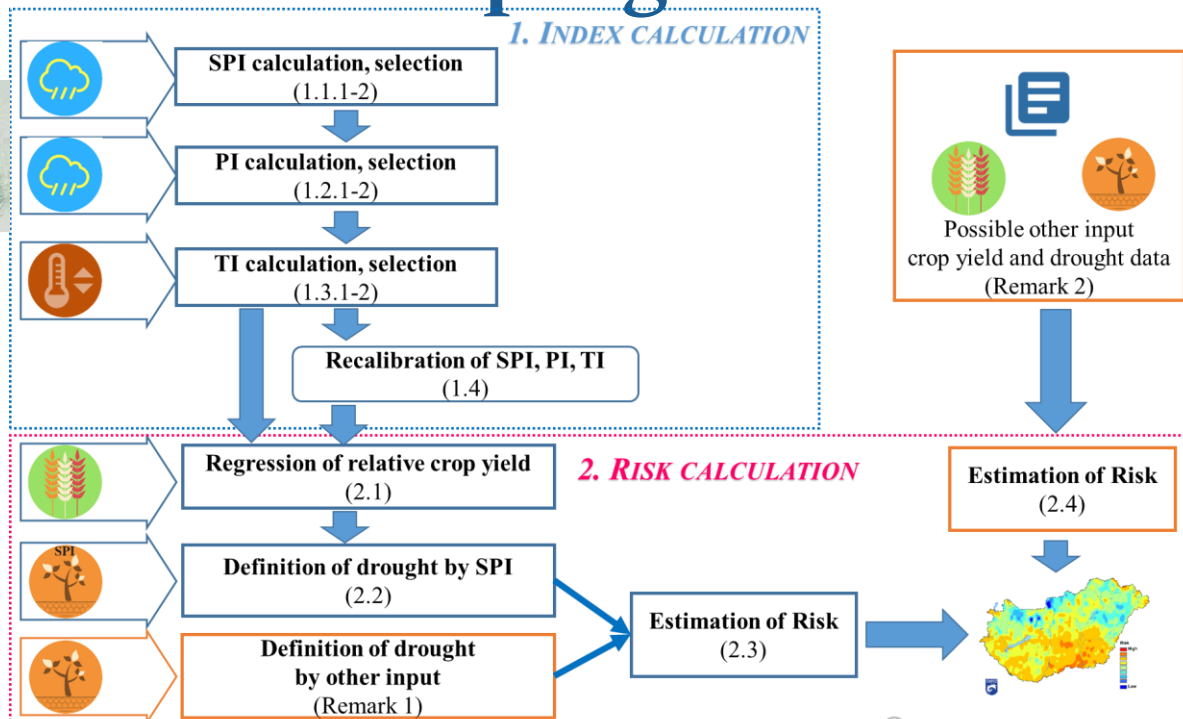 1. INDEX CALCULATION
SPI calculation, selection
(1.1.1-2)
PI calculation, selection
(1.2.1-2)
TI calculation, selection
(1.3.1-2)
Recalibration of SPI, PI, TI
(1.4)
Possible other input
crop yield and drought data
(Remark 2)
2. RISK CALCULATION
Regression of relative crop yield
(2.1)
SPI
Definition of drought by SPI
(2.2)
Definition of drought
by other input
(Remark 1)
Estimation of Risk
(2.3)
Estimation of Risk
(2.4)
Risk
High
Low